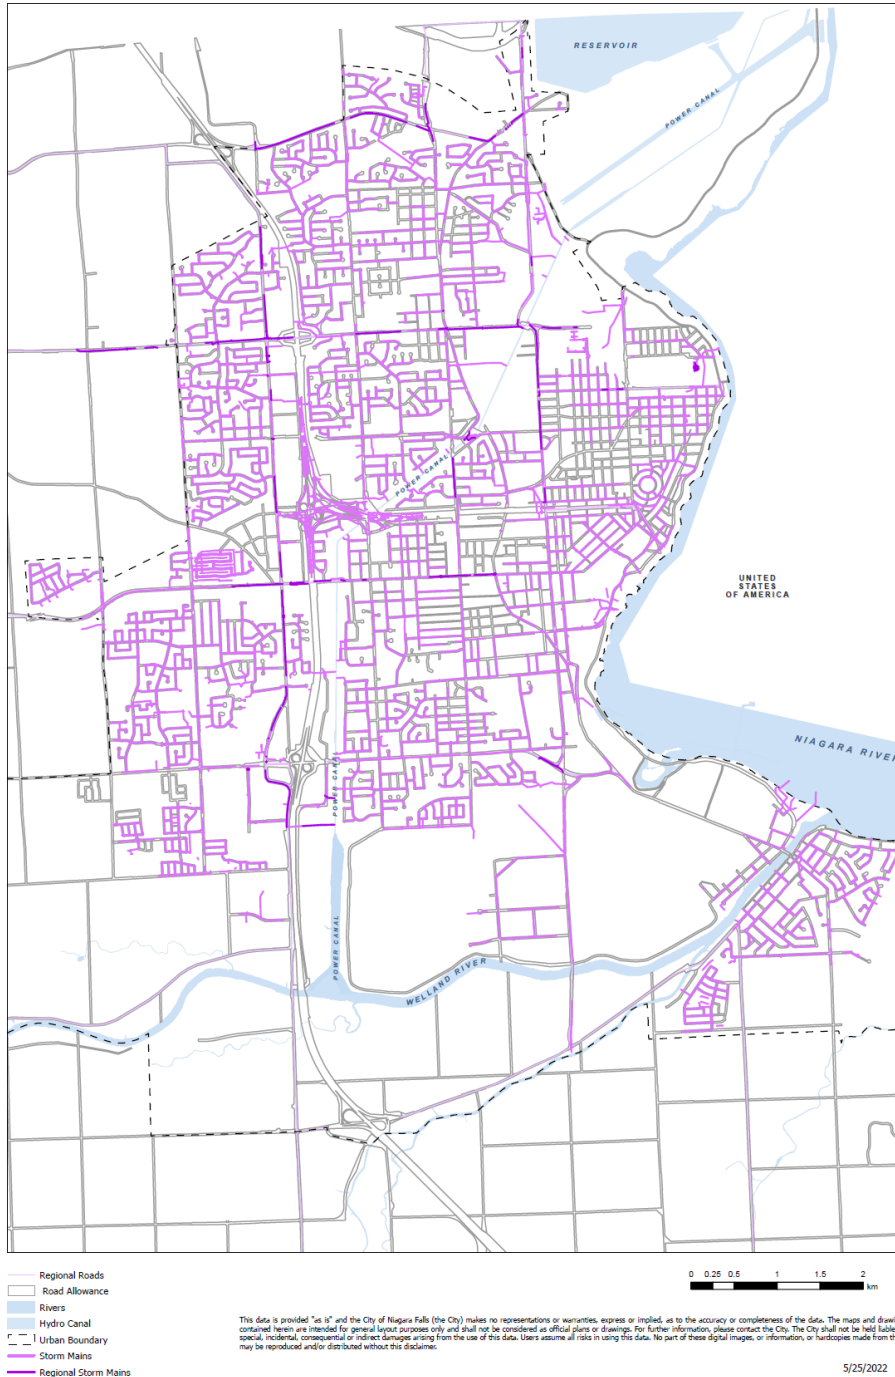 RESERVOIR
POWER CANAL
POWER CANAL
UNITED
STATES
OF AMERICA
NIAGARA RIVER
POWER CANAL
POWER CANAL
WELLAND RIVER
Regional Roads
Road Allowance
Rivers
Hydro Canal
Urban Boundary
Storm Mains
Regional Storm Mains
0 0.25 0.5 1 1.5 2
km
This data is provided "as is" and the City of Niagara Falls (the City) makes no representations or warranties, express or implied, as to the accuracy or completeness of the data. The maps and drawi
contained herein are intended for general layout purposes only and shall not be considered as official plans or drawings. For further information, please contact the City. The City shall not be held liable
special, incidental, consequential or indirect damages arising from the use of this data. Users assume all risks in using this data. No part of these digital images, or information, or hardcopies made from th
may be reproduced and/or distributed without this disclaimer.
5/25/2022